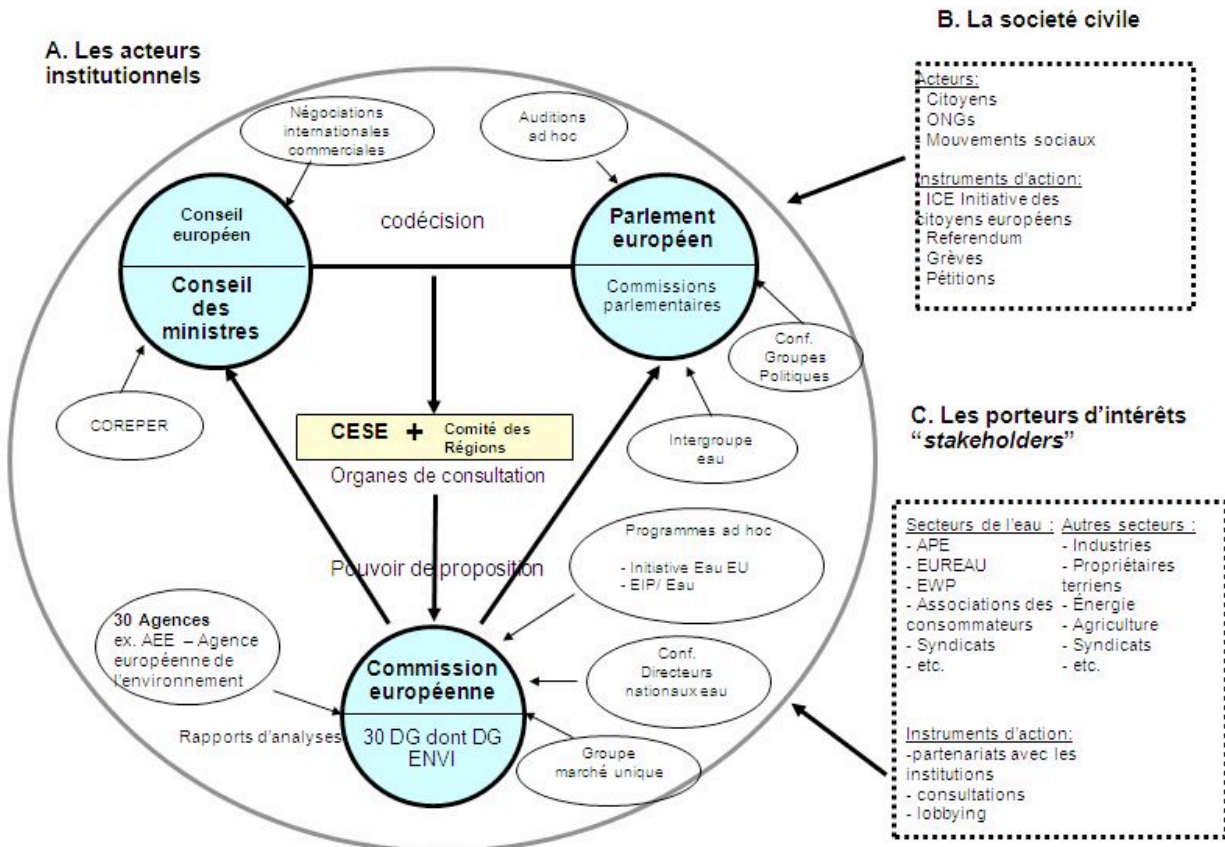 A. Les acteurs
institutionnels
B. La societé civile
Négociations
internationales
commerciales
Auditions
ad hoc
Conseil
européen
Conseil
des
ministres
codécision
Parlement
européen
Commissions
parlementaires
Conf.
Groupes
Politiques
COREPER
CESE + Comité des
Régions
Organes de consultation
Intergroupe
eau
Pouvoir de proposition
Programmes ad hoc
- Initiative Eau EU
- EIP/ Eau
30 Agences
ex. AEE – Agence
européenne de
l'environnement
Rapports d'analyses
Commission
européenne
30 DG dont DG
ENVI
Conf.
Directeurs
nationaux eau
Groupe
marché unique
Acteurs:
Citoyens
ONGs
- Mouvements sociaux
Instruments d'action:
ICE Initiative des
citoyens européens
Referendum
Grèves
Pétitions
C. Les porteurs d'intérêts
"stakeholders"
Secteurs de l'eau :
- APE
- EUREAU
- EWP
- Associations des
consommateurs
- Syndicats
- etc.
Autres secteurs :
- Industries
- Propriétaires
terriens
- Énergie
- Agriculture
- Syndicats
- etc.
Instruments d'action:
-partenariats avec les
institutions
- consultations
- lobbying